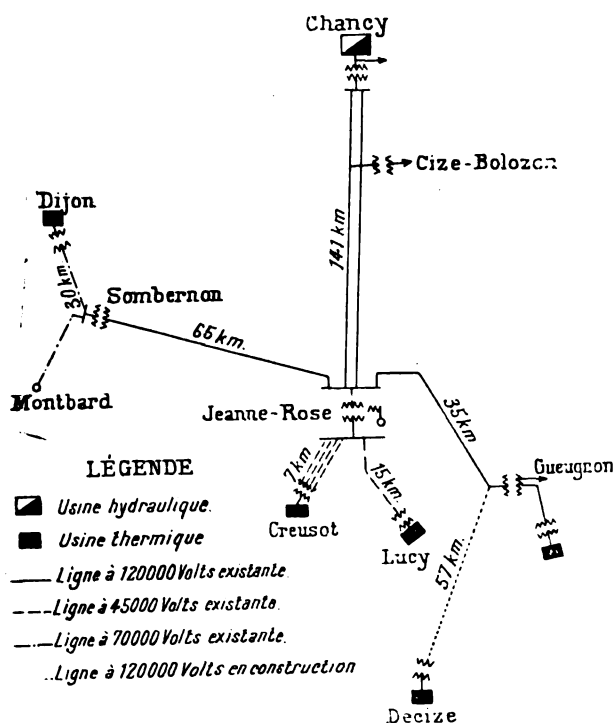 Chancy
Cize-Bolozon
141 km
Dijon
30 km.
Sombernon
65 km.
Montbard
Jeanne-Rose
35 km
Gueugnon
7 km
15 km.
Creusot
Lucy
57 km.
Decize
LÉGENDE
Usine hydraulique.
Usine thermique
Ligne à 120000 Volts existante.
Ligne à 45000 Volts existante.
Ligne à 70000 Volts existante.
Ligne à 120000 Volts en construction